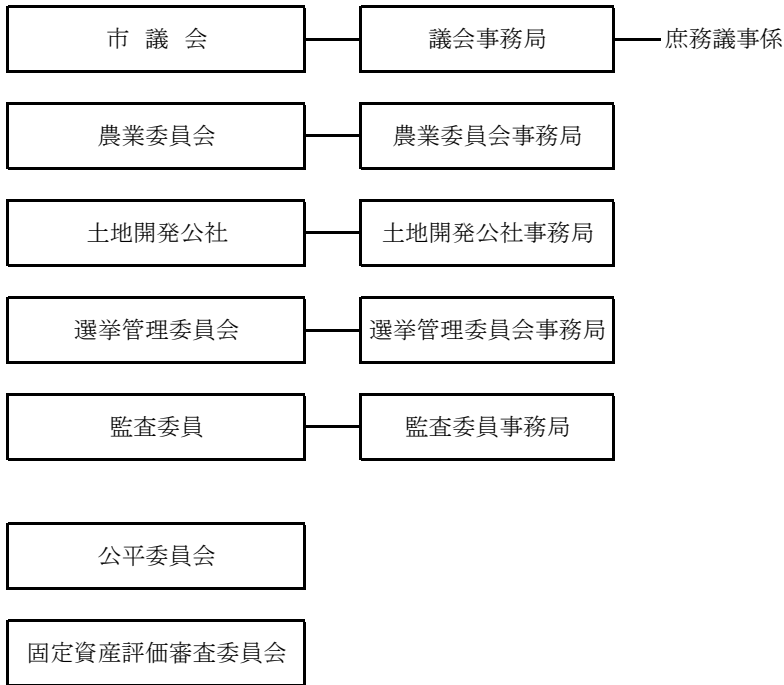 市 議 会 議会事務局 庶務議事係
農業委員会 農業委員会事務局
土地開発公社 土地開発公社事務局
選挙管理委員会 選挙管理委員会事務局
監査委員 監査委員事務局
公平委員会
固定資産評価審査委員会